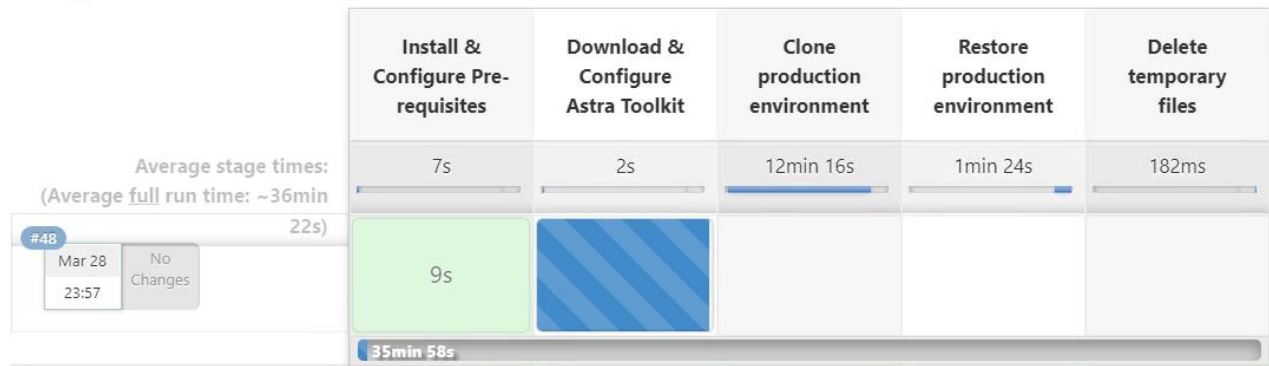 Install &
Configure Pre-
requisites
Download &
Configure
Astra Toolkit
Clone
production
environment
Restore
production
environment
Delete
temporary
files
Average stage times:
(Average full run time: ~36min
22s)
7s
2s
12min 16s
1min 24s
182ms
#48
Mar 28
23:57
No
Changes
9s
35min 58s